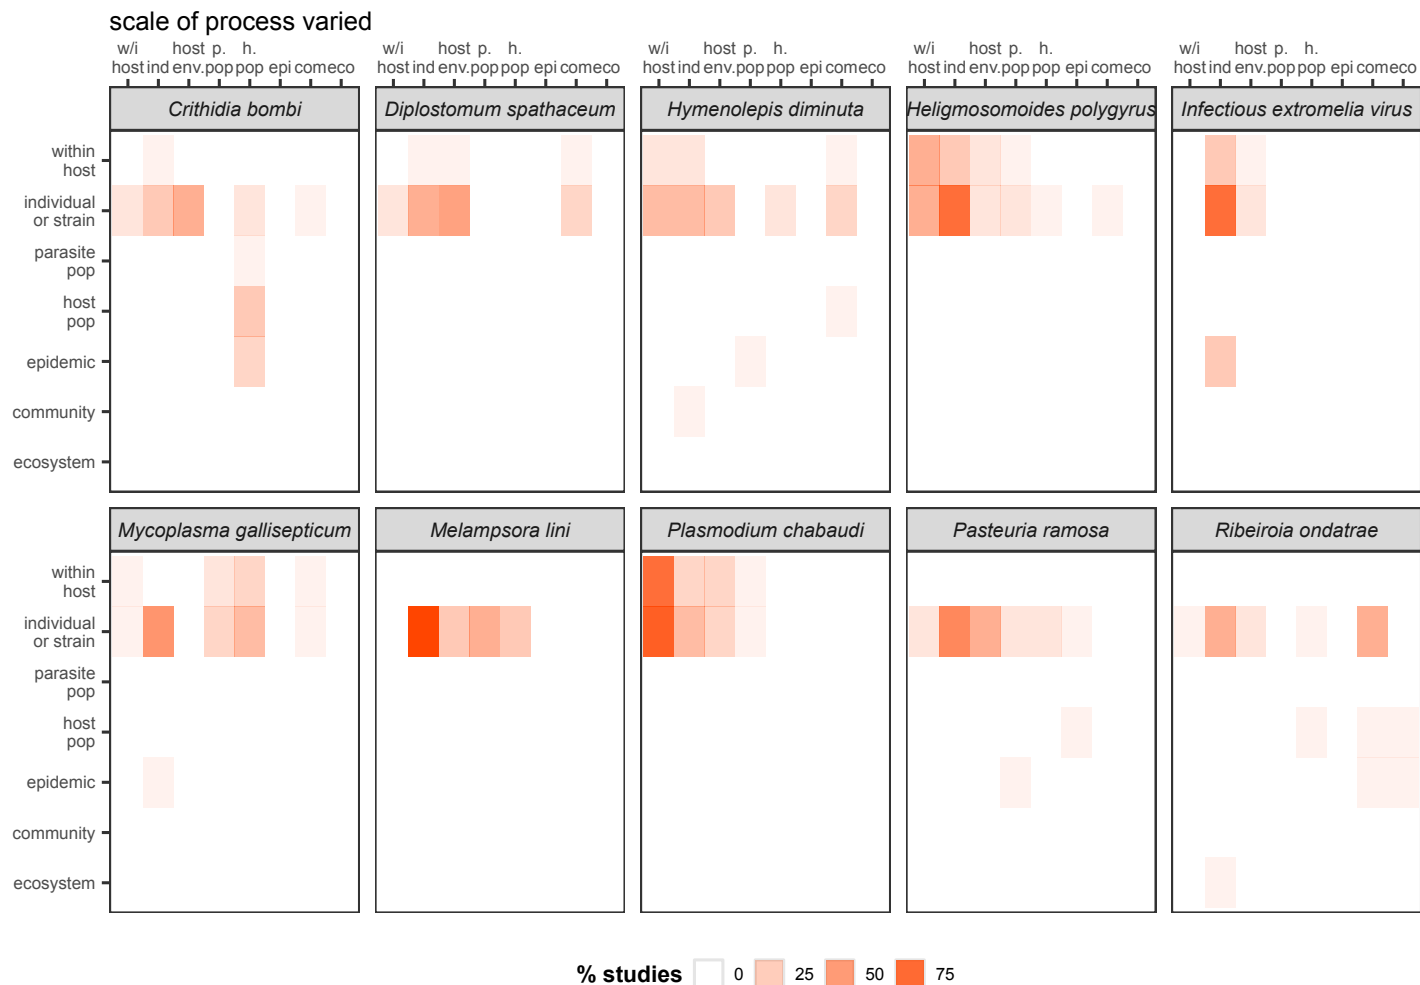 scale of process varied
w/i host p. h. w/i host p. h. w/i host p. h. w/i host p. h. w/i host p. h.
host ind env. pop pop epi com eco host ind env. pop pop epi com eco host ind env. pop pop epi com eco host ind env. pop pop epi com eco host ind env. pop pop epi com eco
Crithidia bombi Diplostomum spathaceum Hymenolepis diminuta Heligmosomoides polygyrus Infectious extromelia virus
within
host
individual
or strain
parasite
pop
host
pop
epidemic
community
ecosystem
Mycoplasma gallisepticum Melampsora lini Plasmodium chabaudi Pasteuria ramosa Ribeiroia ondatrae
within
host
individual
or strain
parasite
pop
host
pop
epidemic
community
ecosystem
% studies 0 25 50 75